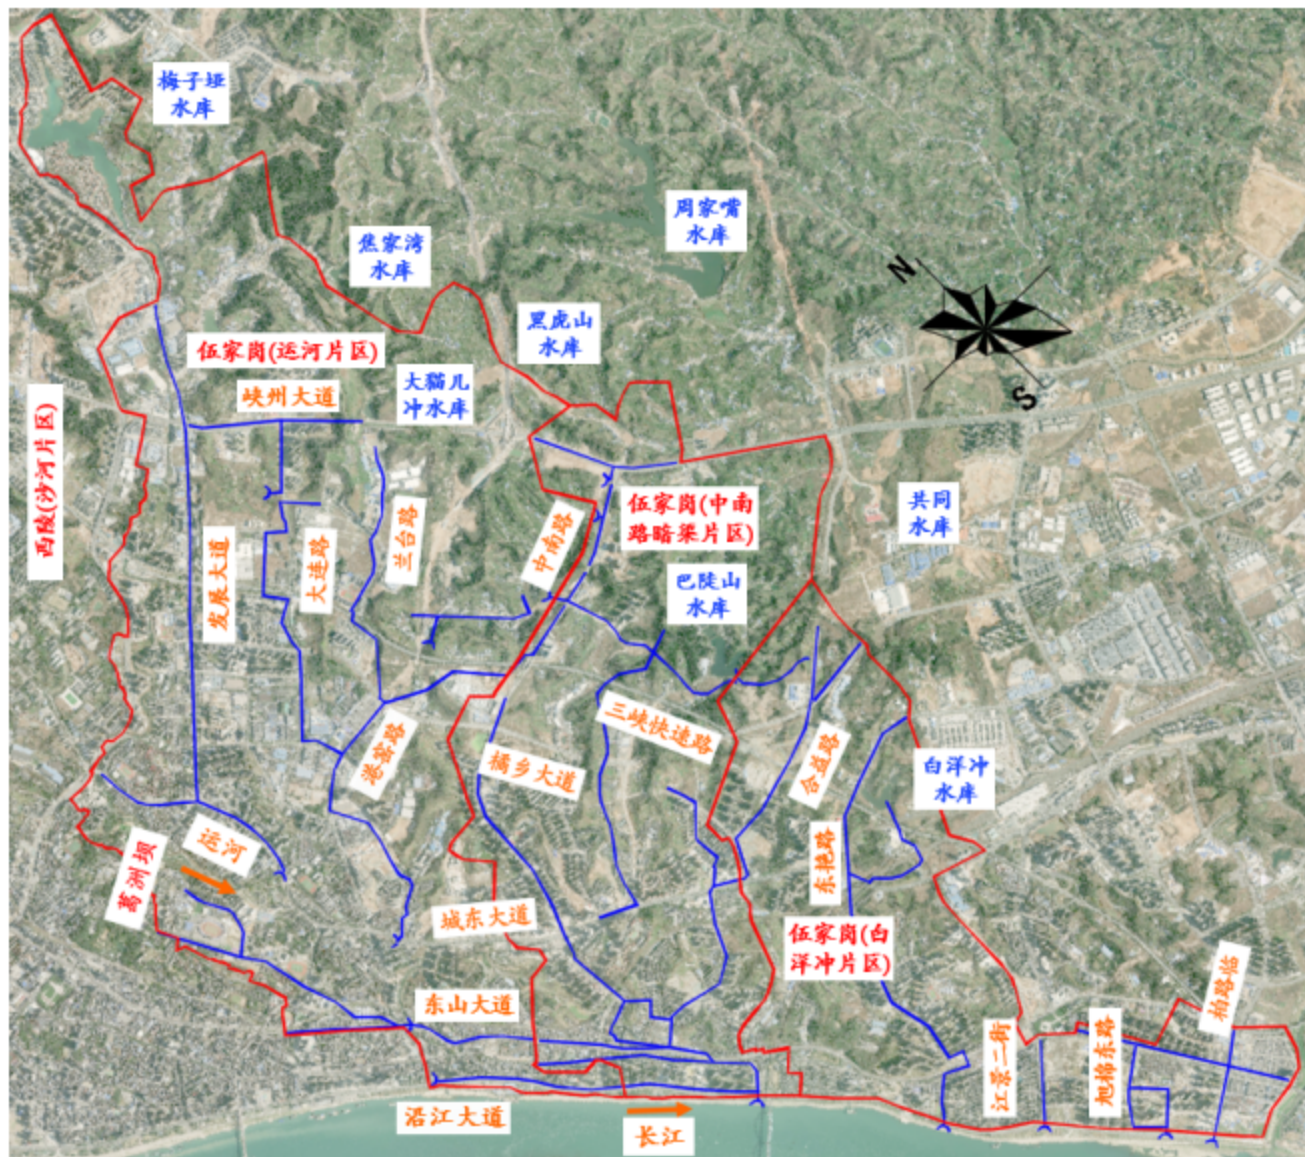 梅子垭
水库
周家嘴
水库
焦家湾
水库
N
黑虎山
水库
伍家岗(运河片区)
大貓儿
冲水库
峡州大道
S
西陵(沙河片区)
伍家岗(中南
路暗渠片区)
共同
水库
兰台路
中南路
大连路
发展大道
巴陡山
水库
三峡快速路
港窑路
橘乡大道
合益路
白洋冲
水库
运河
东艳路
葛洲坝
城东大道
伍家岗(白
洋冲片区)
柏临路
东山大道
江景二街
旭棉东路
沿江大道
长江